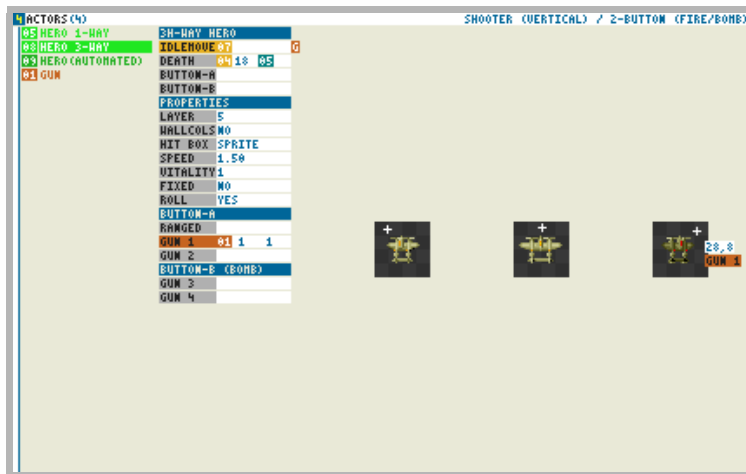 4 ACTORS(4) SHOOTER (VERTICAL) / 2-BUTTON (FIRE/BOMB)
05 HERO 1-WAY 3H-WAY HERO
08 HERO 3-WAY IDLEMOVE 07 G
09 HERO(AUTOMATED) DEATH 04 18 05
01 GUN BUTTON-A
BUTTON-B
PROPERTIES
LAYER 5
WALLCOLS NO
HIT BOX SPRITE
SPEED 1.50
VITALITY 1
FIXED NO
ROLL YES
BUTTON-A
RANGED
GUN 1 01 1 1
GUN 2
BUTTON-B (BOMB)
GUN 3
GUN 4
28,8
GUN 1